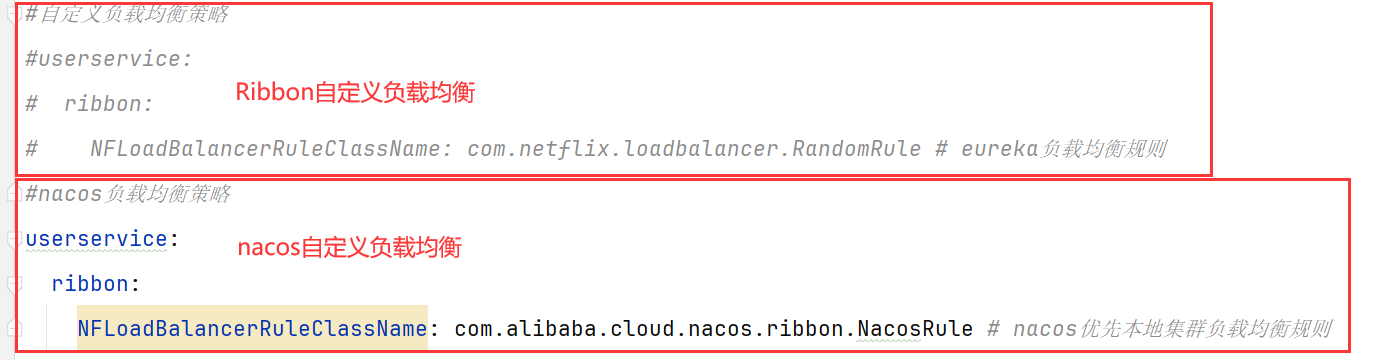 #自定义负载均衡策略
#userservice:
Ribbon自定义负载均衡
#  ribbon:
#    NFLoadBalancerRuleClassName: com.netflix.loadbalancer.RandomRule # eureka负载均衡规则
#nacos负载均衡策略
userservice:
nacos自定义负载均衡
  ribbon:
    NFLoadBalancerRuleClassName: com.alibaba.cloud.nacos.ribbon.NacosRule # nacos优先本地集群负载均衡规则